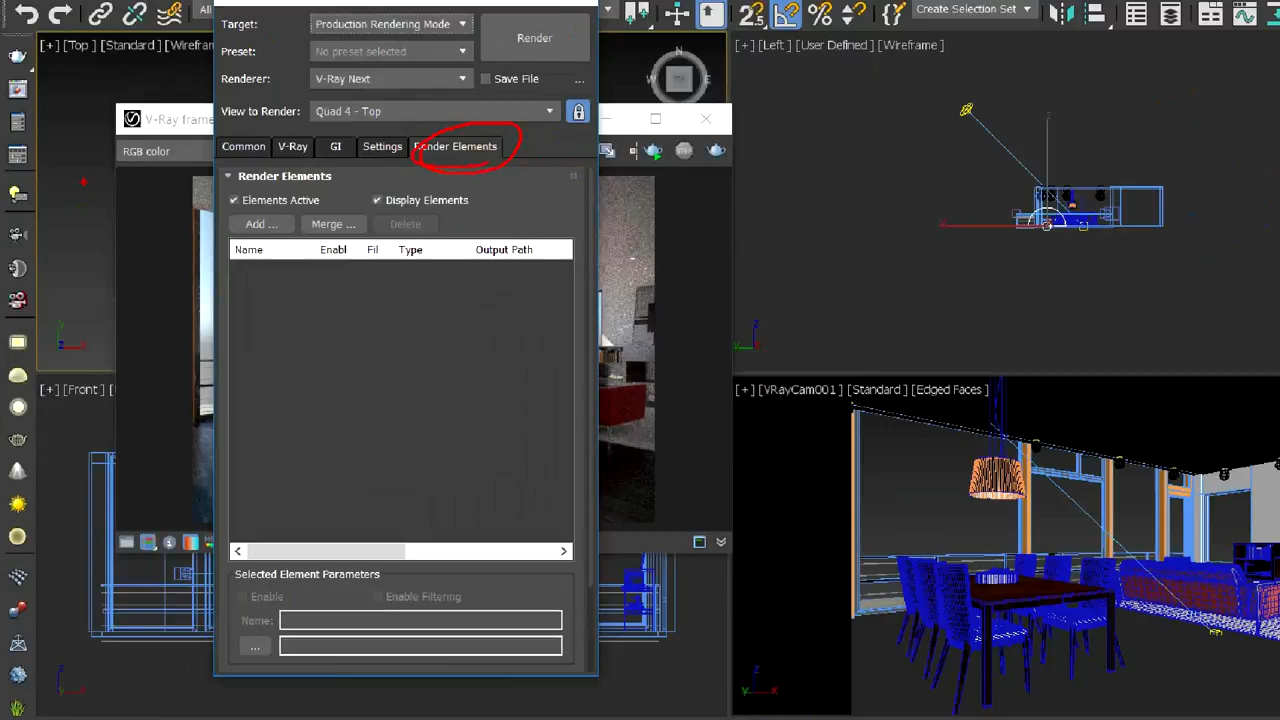 All
Create Selection Set
Target: Production Rendering Mode
Render
Preset: No preset selected
Renderer: V-Ray Next
Save File ...
View to Render: Quad 4 - Top
Common V-Ray GI Settings Render Elements
Render Elements
Elements Active Display Elements
Add ... Merge ... Delete
Name Enabl Fil Type Output Path
Selected Element Parameters
Enable Enable Filtering
Name:
...
[+] [Top ] [Standard ] [Wirefr
N
W E
V-Ray fram
RGB color
[+] [Left ] [User Defined ] [Wireframe ]
[+] [Front ]
[+] [VRayCam001 ] [Standard ] [Edged Faces ]
y
z x
z
y
z
y x
z
y x